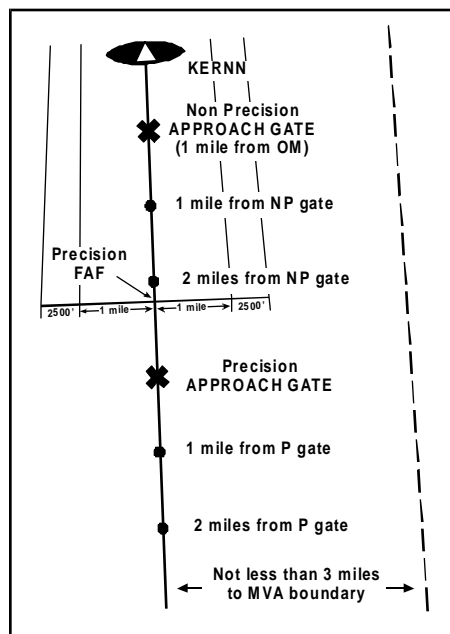 KERNN
Non Precision
APPROACH GATE
(1 mile from OM)
1 mile from NP gate
Precision
FAF
2 miles from NP gate
2500' 1 mile 1 mile 2500'
Precision
APPROACH GATE
1 mile from P gate
2 miles from P gate
Not less than 3 miles
to MVA boundary